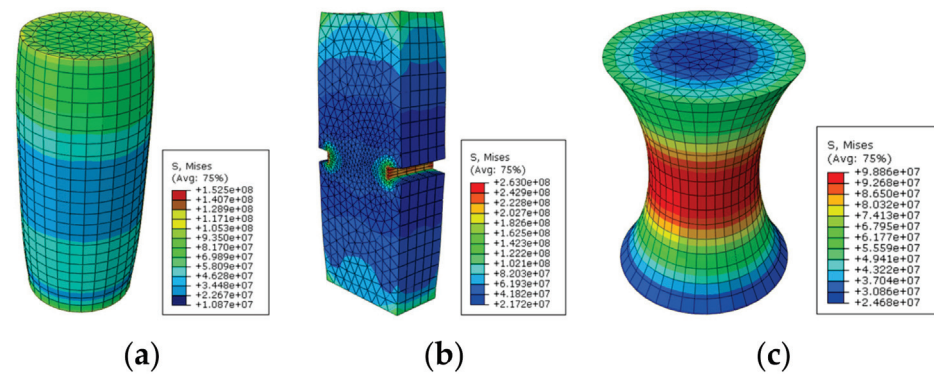 S, Mises
(Avg: 75%)
+1.525e+08
+1.407e+08
+1.289e+08
+1.171e+08
+1.053e+08
+9.350e+07
+8.170e+07
+6.989e+07
+5.809e+07
+4.628e+07
+3.448e+07
+2.267e+07
+1.087e+07
S, Mises
(Avg: 75%)
+2.630e+08
+2.429e+08
+2.228e+08
+2.027e+08
+1.826e+08
+1.625e+08
+1.423e+08
+1.222e+08
+1.021e+08
+8.203e+07
+6.193e+07
+4.182e+07
+2.172e+07
S, Mises
(Avg: 75%)
+9.886e+07
+9.268e+07
+8.650e+07
+8.032e+07
+7.413e+07
+6.795e+07
+6.177e+07
+5.559e+07
+4.941e+07
+4.322e+07
+3.704e+07
+3.086e+07
+2.468e+07
(a)
(b)
(c)